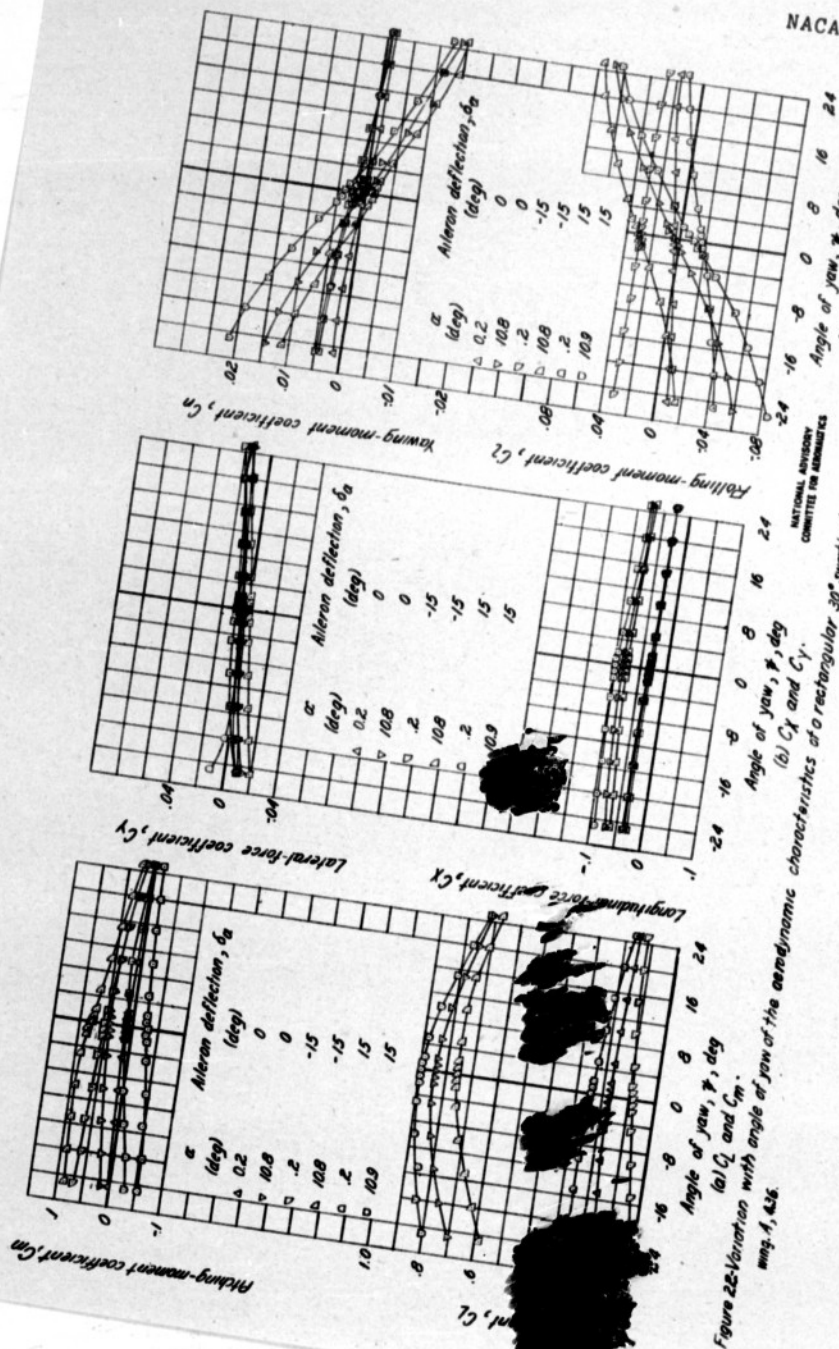 NACA
Pitching-moment coefficient, Cm
.1
0
-.1
α
(deg)
Aileron deflection, δa
(deg)
0.2
0
10.8
0
.2
-15
10.8
-15
.2
15
10.9
15
1.0
.8
.6
-16
-8
0
8
16
24
Angle of yaw, ψ, deg
(a) CL and Cm.
Lateral-force coefficient, CY
.04
0
.04
α
(deg)
Aileron deflection, δa
(deg)
0.2
0
10.8
0
.2
-15
10.8
-15
.2
15
10.9
15
Longitudinal-force coefficient, CX
-.1
0
.1
-24
-16
-8
0
8
16
24
Angle of yaw, ψ, deg
(b) CX and CY.
Yawing-moment coefficient, Cn
.02
.01
0
.01
-.02
α
(deg)
Aileron deflection, δa
(deg)
0.2
0
10.8
0
.2
-15
10.8
-15
.2
15
10.9
15
Rolling-moment coefficient, Cl
.08
.04
0
-.04
-.08
-24
-16
-8
0
8
16
24
Angle of yaw, ψ,
NATIONAL ADVISORY
COMMITTEE FOR AERONAUTICS
Figure 22-Variation with angle of yaw of the aerodynamic characteristics of a rectangular 30°
wing. A, 4.36.